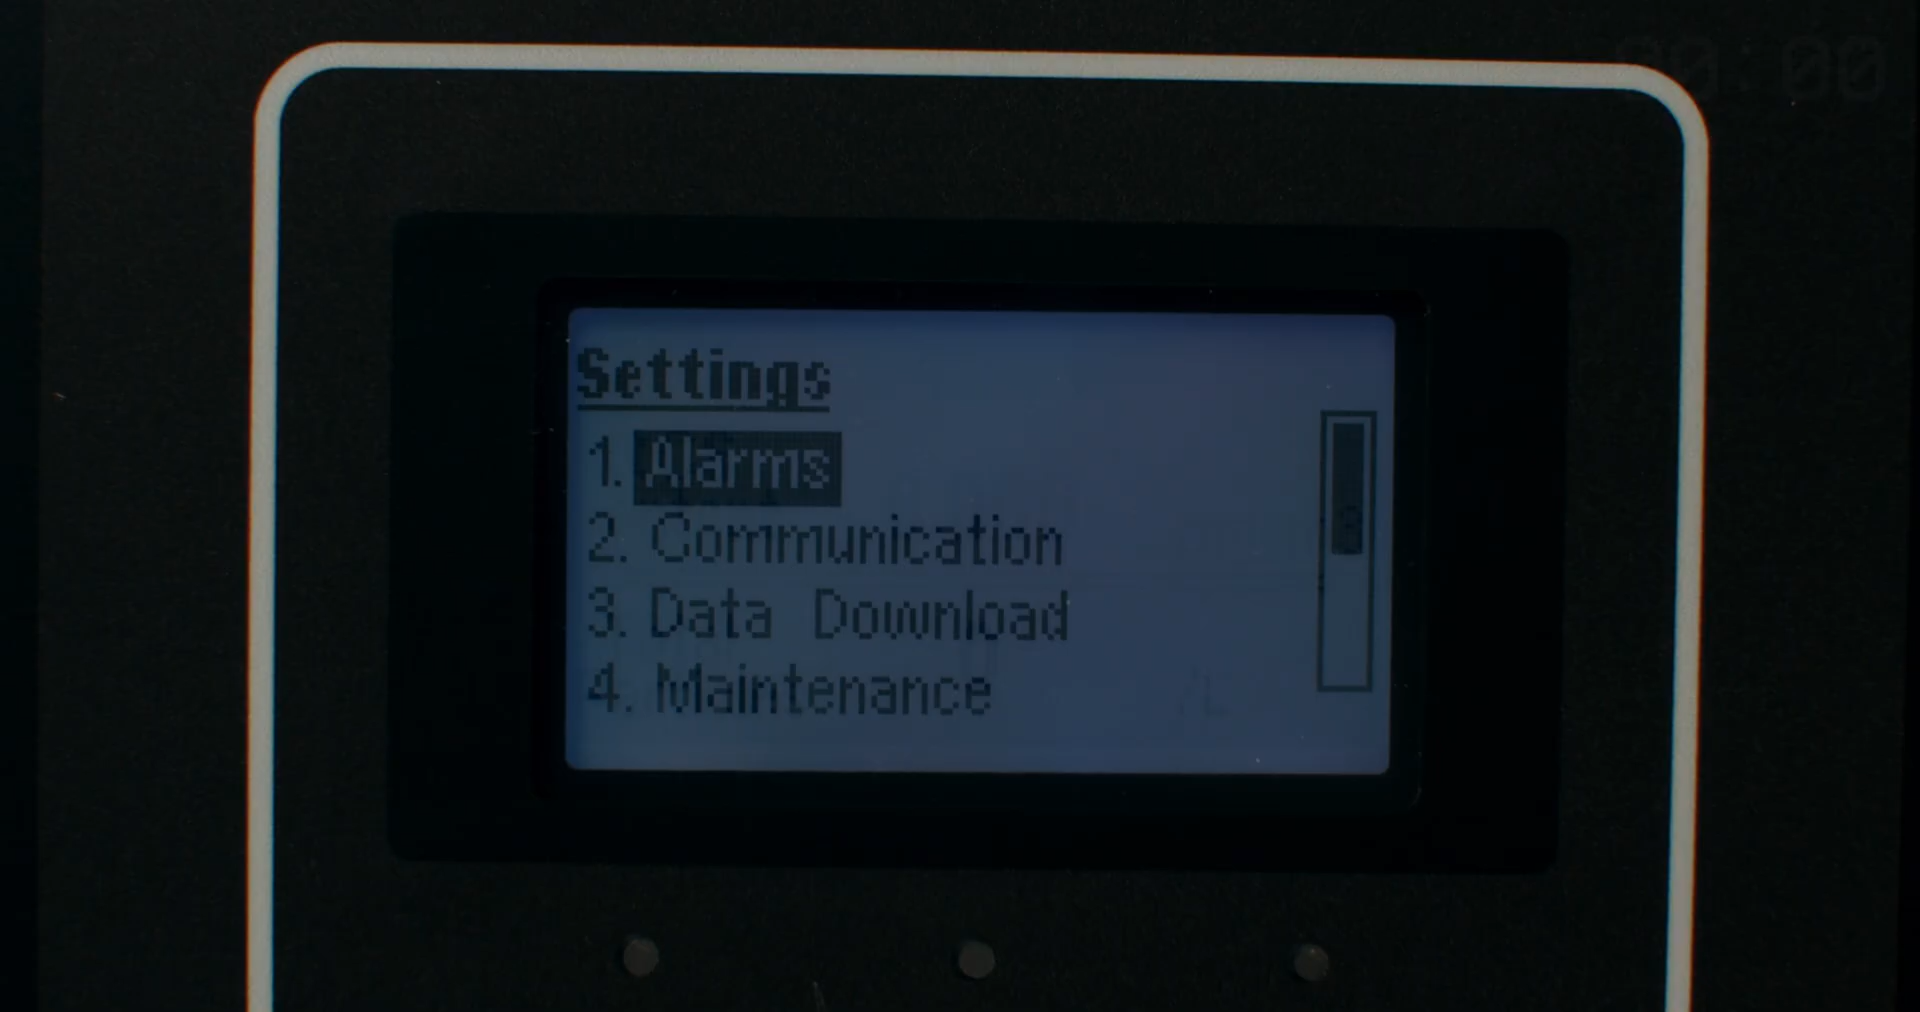 Settings
1. Alarms
2. Communication
3. Data Download
4. Maintenance